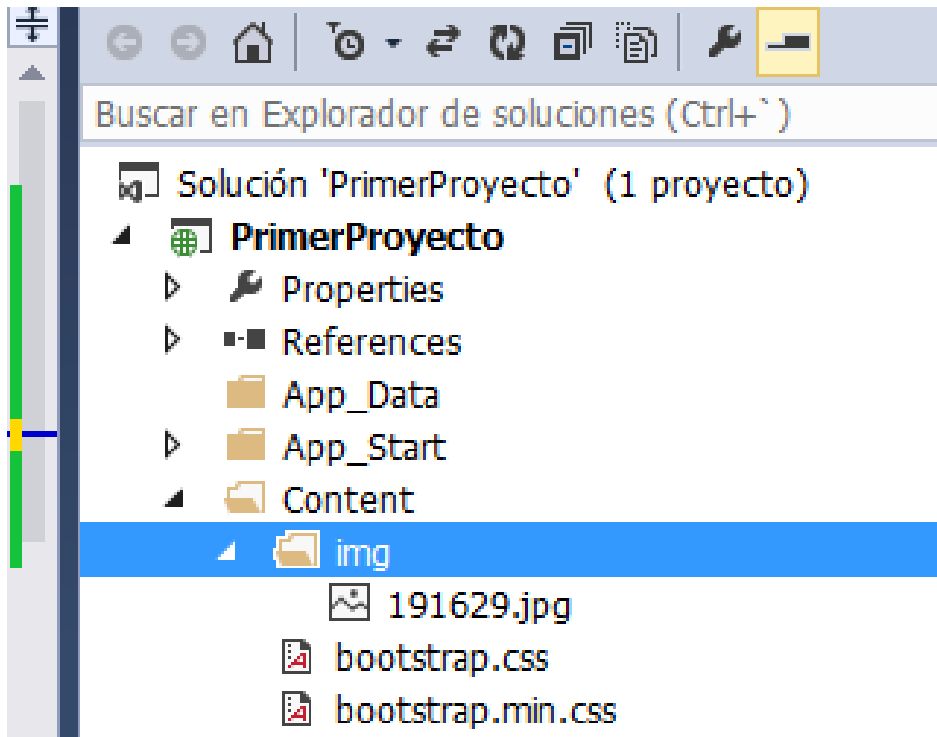 Buscar en Explorador de soluciones (Ctrl+`)
Solución 'PrimerProyecto' (1 proyecto)
PrimerProyecto
Properties
References
App_Data
App_Start
Content
img
191629.jpg
bootstrap.css
bootstrap.min.css